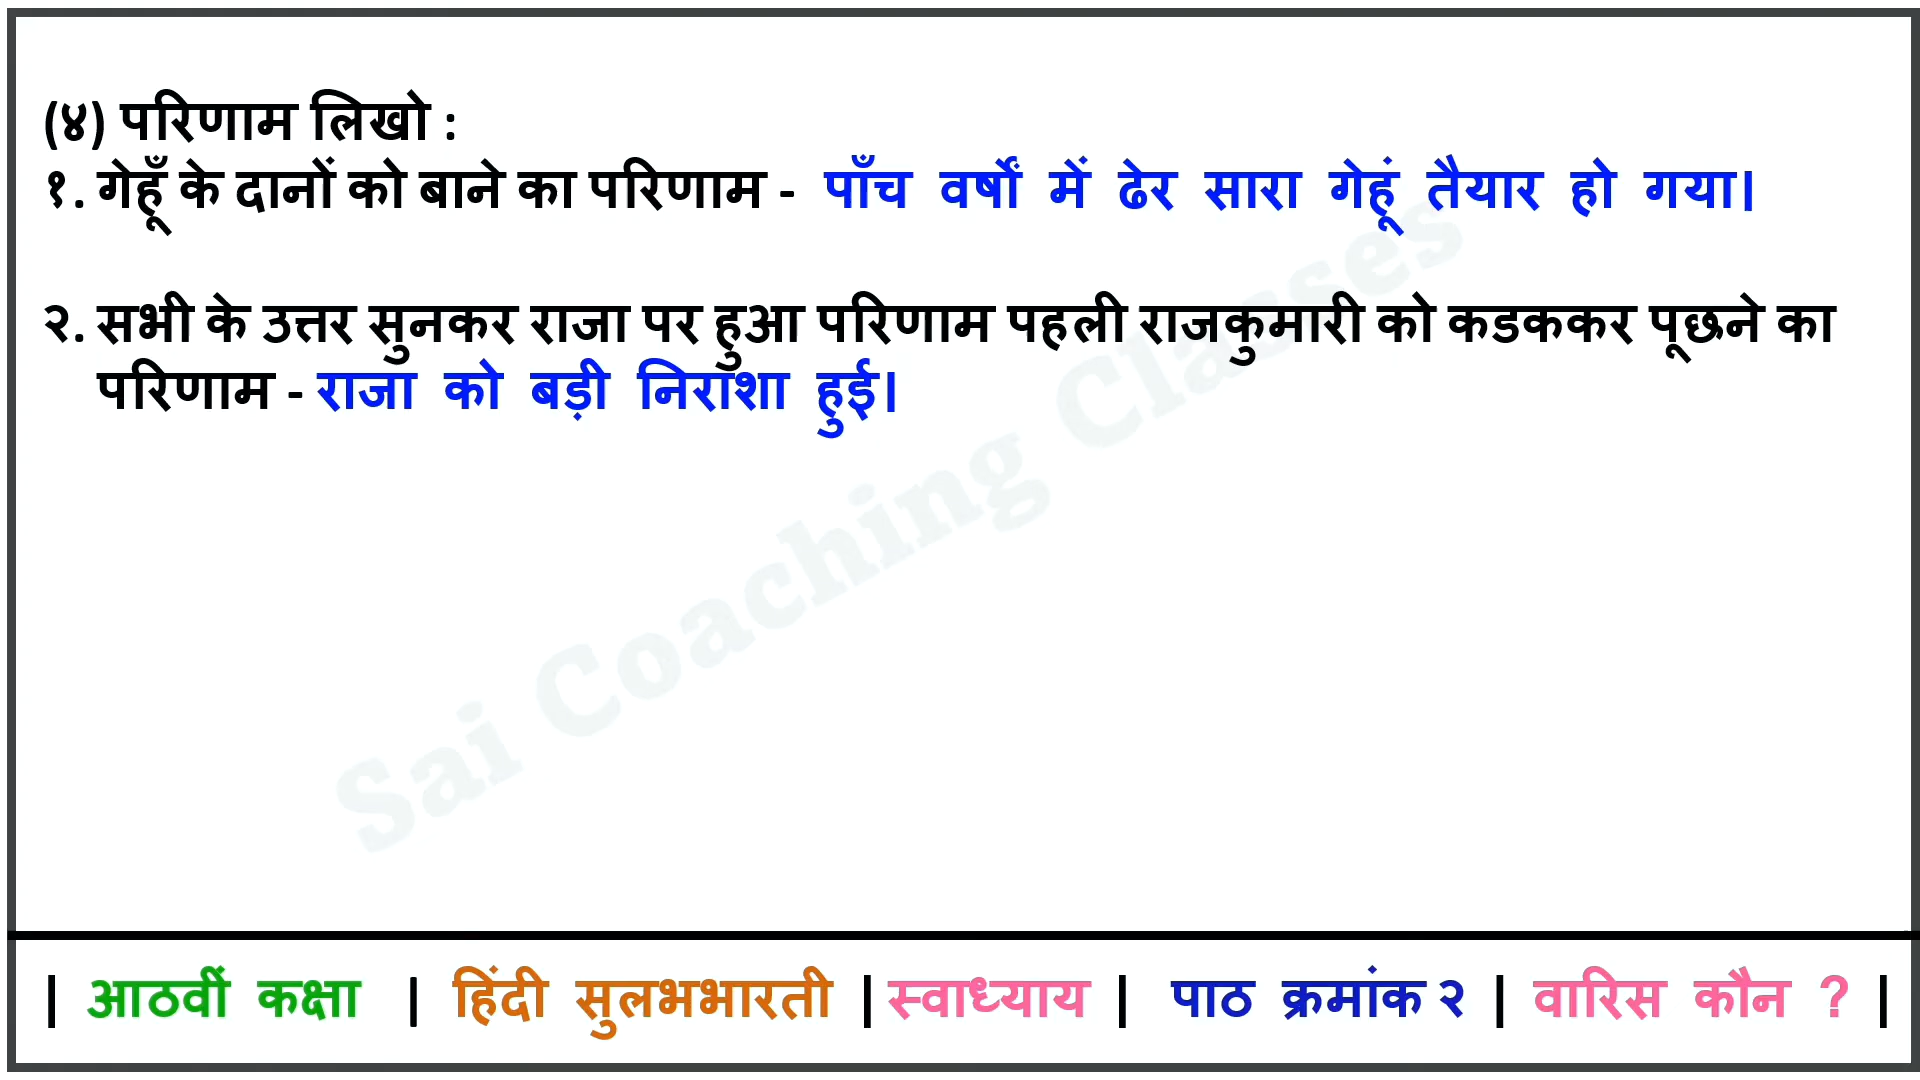 (४) परिणाम लिखो :
१. गेहूँ के दानों को बाने का परिणाम - पाँच वर्षों में ढेर सारा गेहूं तैयार हो गया।
२. सभी के उत्तर सुनकर राजा पर हुआ परिणाम पहली राजकुमारी को कडककर पूछने का
परिणाम - राजा को बड़ी निराशा हुई।
Sai Coaching Classes
| आठवीं कक्षा | हिंदी सुलभभारती | स्वाध्याय | पाठ क्रमांक २ | वारिस कौन ? |